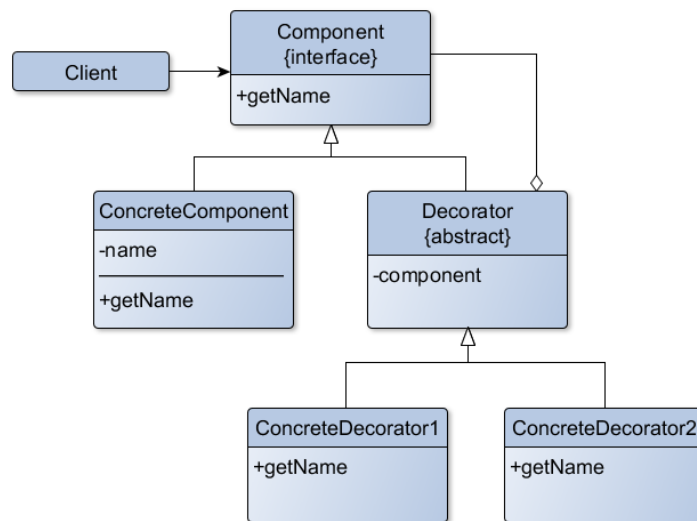 Component
{interface}
+getName
Client
ConcreteComponent
-name
+getName
Decorator
{abstract}
-component
ConcreteDecorator1
+getName
ConcreteDecorator2
+getName